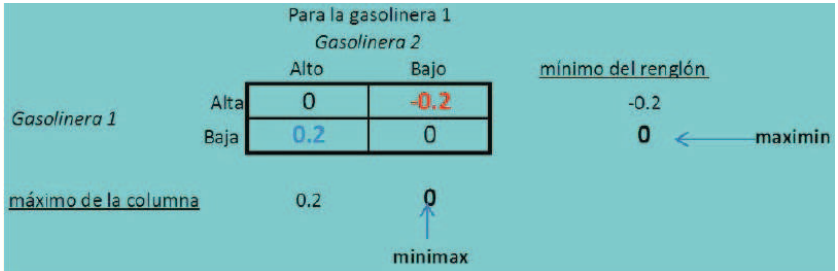 Para la gasolinera 1
Gasolinera 2
Alto Bajo mínimo del renglón
Alta 0 -0.2 -0.2
Gasolinera 1
Baja 0.2 0 0 maximin
máximo de la columna 0.2 0
minimax